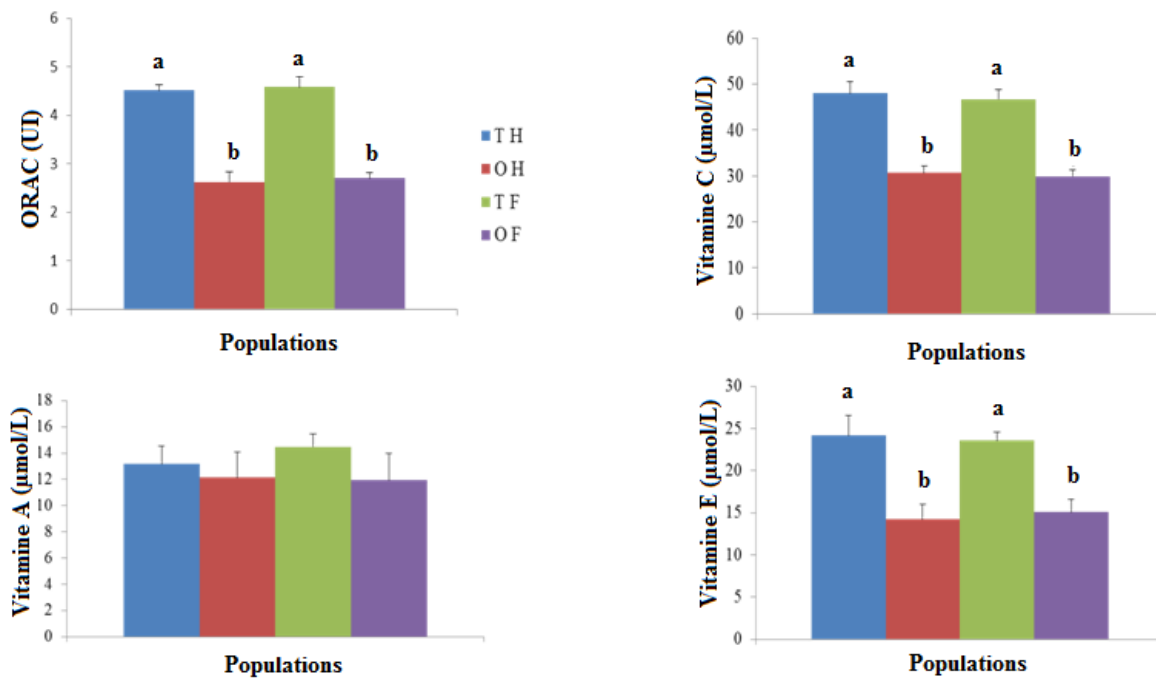 6
5
4
3
2
1
0
ORAC (UI)
a
b
a
b
Populations
T H
O H
T F
O F
60
50
40
30
20
10
0
Vitamine C (µmol/L)
a
b
a
b
Populations
18
16
14
12
10
8
6
4
2
0
Vitamine A (µmol/L)
Populations
30
25
20
15
10
5
0
Vitamine E (µmol/L)
a
b
a
b
Populations